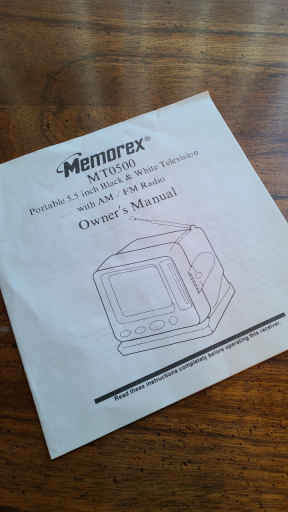 Memorex®
MT0500
Portable 5.5 inch Black & White Television
with AM / FM Radio
Owner's Manual
Read these instructions completely before operating this receiver.